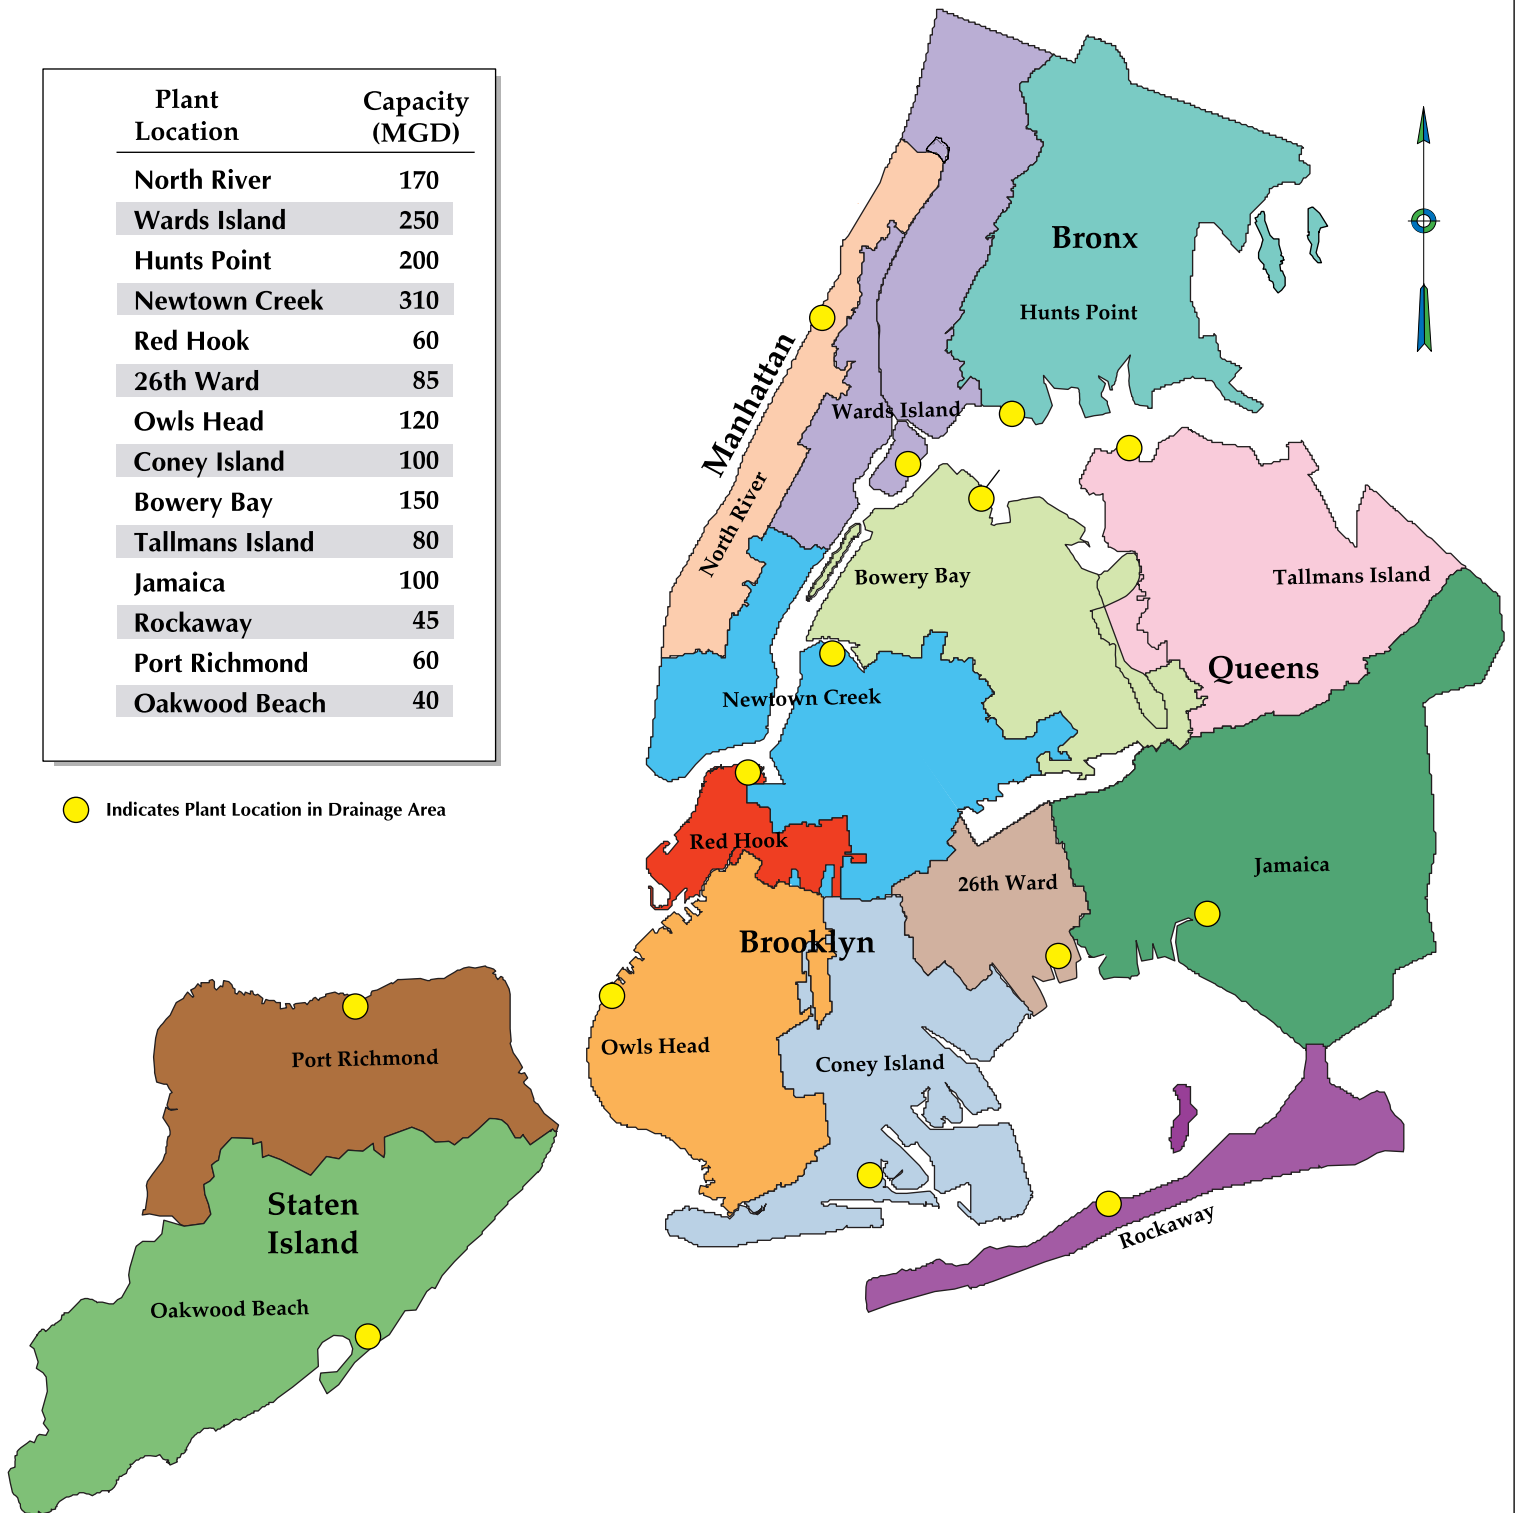 Plant Capacity
Location (MGD)
North River 170
Wards Island 250
Hunts Point 200
Newtown Creek 310
Red Hook 60
26th Ward 85
Owls Head 120
Coney Island 100
Bowery Bay 150
Tallmans Island 80
Jamaica 100
Rockaway 45
Port Richmond 60
Oakwood Beach 40
Indicates Plant Location in Drainage Area
Bronx
Hunts Point
Manhattan
Wards Island
North River
Bowery Bay
Tallmans Island
Queens
Newtown Creek
Red Hook
Jamaica
26th Ward
Brooklyn
Owls Head
Coney Island
Port Richmond
Staten
Island
Rockaway
Oakwood Beach